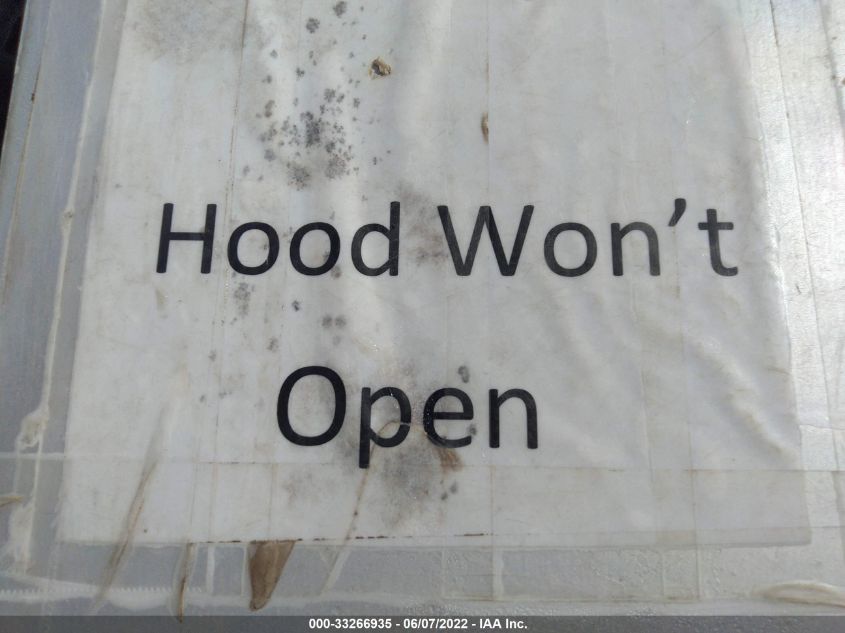 Hood Won’t
Open
000-33266935 - 06/07/2022 - IAA Inc.